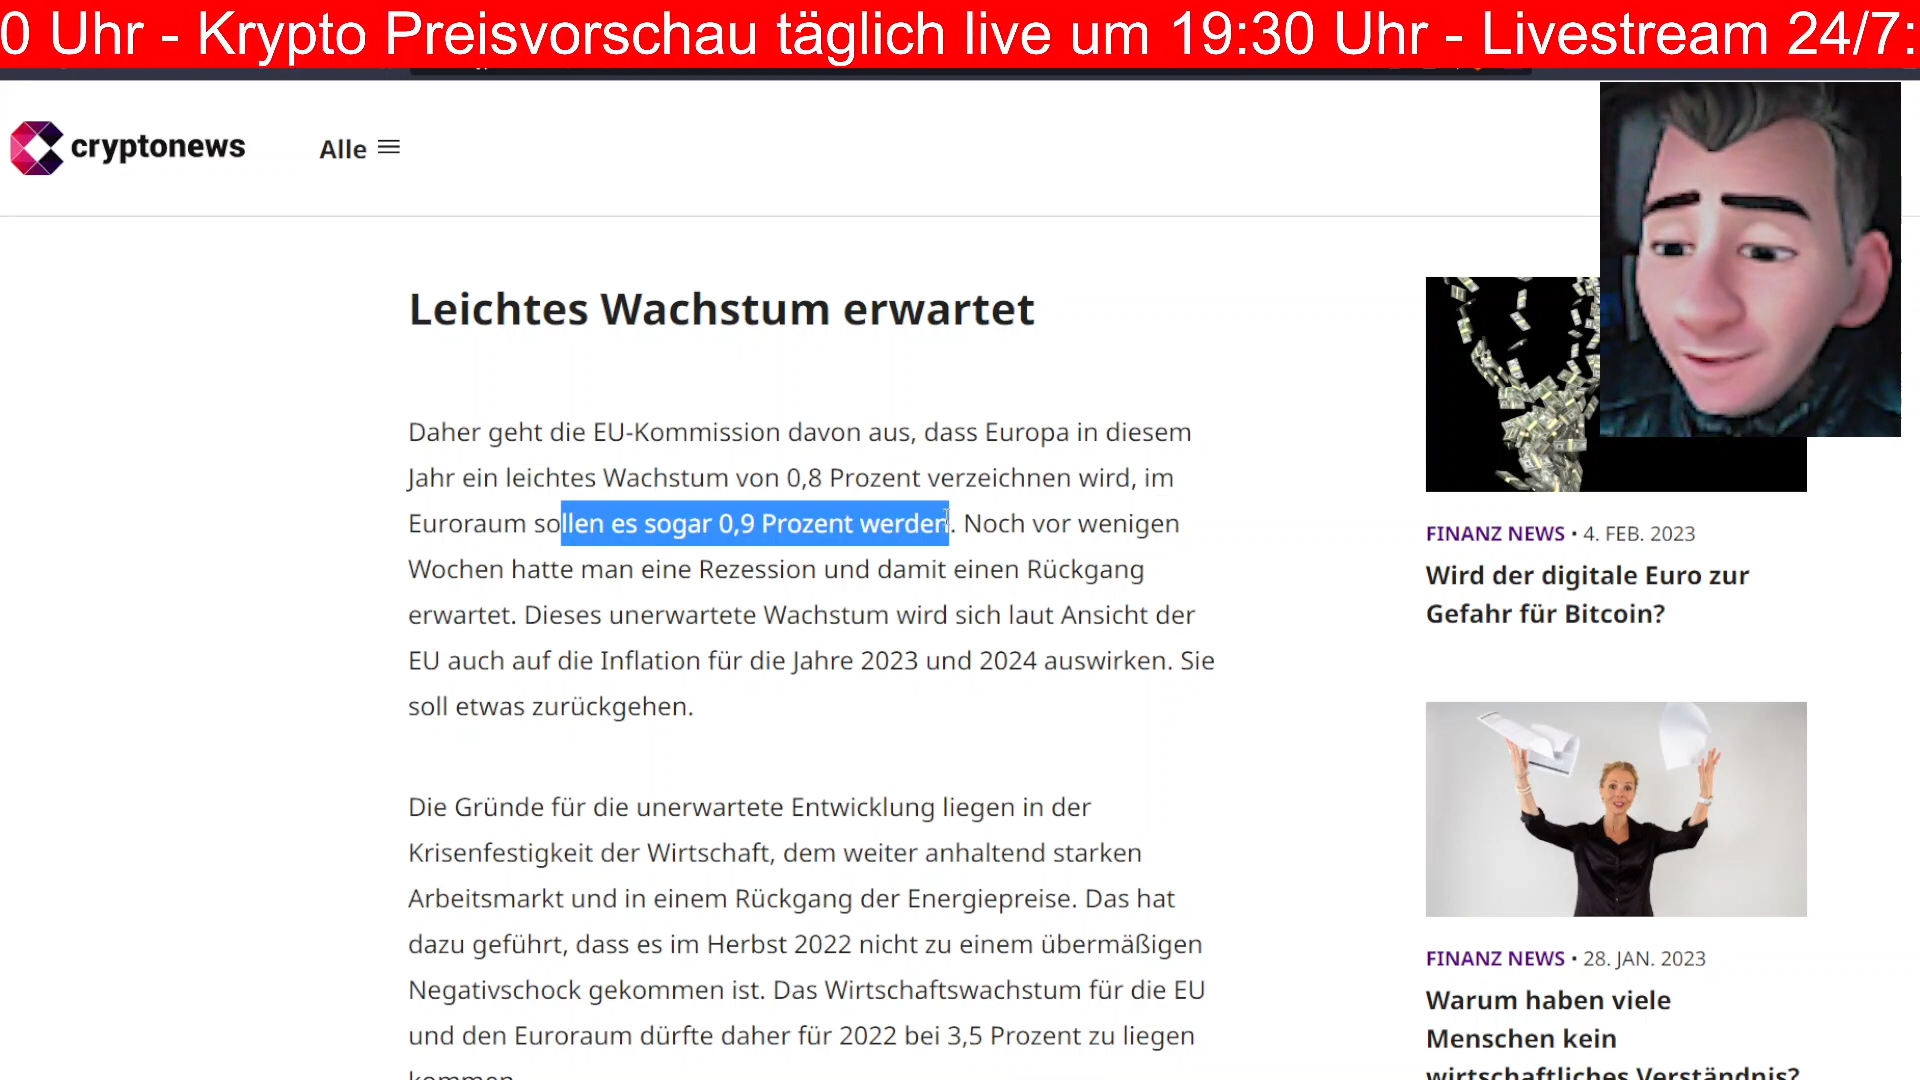 0 Uhr - Krypto Preisvorschau täglich live um 19:30 Uhr - Livestream 24/7:
cryptonews
Alle
Leichtes Wachstum erwartet
Daher geht die EU-Kommission davon aus, dass Europa in diesem
Jahr ein leichtes Wachstum von 0,8 Prozent verzeichnen wird, im
Euroraum sollen es sogar 0,9 Prozent werden. Noch vor wenigen
Wochen hatte man eine Rezession und damit einen Rückgang
erwartet. Dieses unerwartete Wachstum wird sich laut Ansicht der
EU auch auf die Inflation für die Jahre 2023 und 2024 auswirken. Sie
soll etwas zurückgehen.
Die Gründe für die unerwartete Entwicklung liegen in der
Krisenfestigkeit der Wirtschaft, dem weiter anhaltend starken
Arbeitsmarkt und in einem Rückgang der Energiepreise. Das hat
dazu geführt, dass es im Herbst 2022 nicht zu einem übermäßigen
Negativschock gekommen ist. Das Wirtschaftswachstum für die EU
und den Euroraum dürfte daher für 2022 bei 3,5 Prozent zu liegen
kommen.
FINANZ NEWS • 4. FEB. 2023
Wird der digitale Euro zur
Gefahr für Bitcoin?
FINANZ NEWS • 28. JAN. 2023
Warum haben viele
Menschen kein
wirtschaftliches Verständnis?